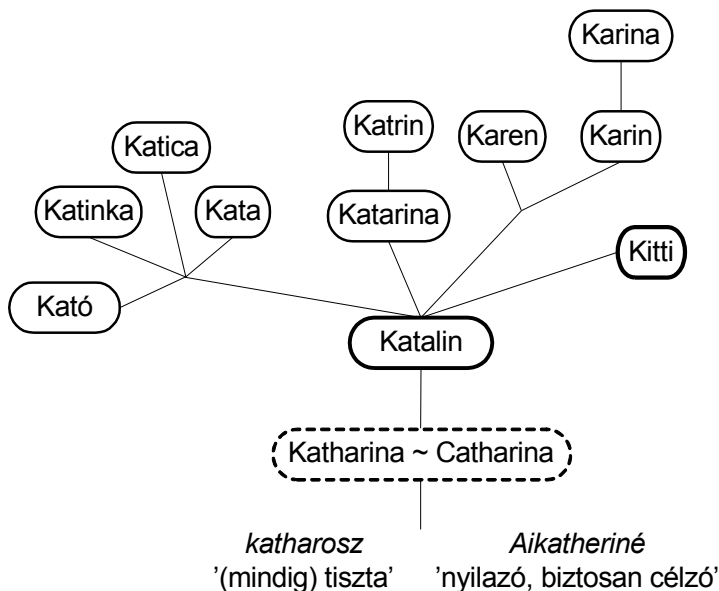 Karina
Katrin
Karen
Karin
Katica
Katinka
Kata
Katarina
Kitti
Kató
Katalin
Katharina ~ Catharina
katharosz
'(mindig) tiszta'
Aikatheriné
'nyilazó, biztosan célzó'